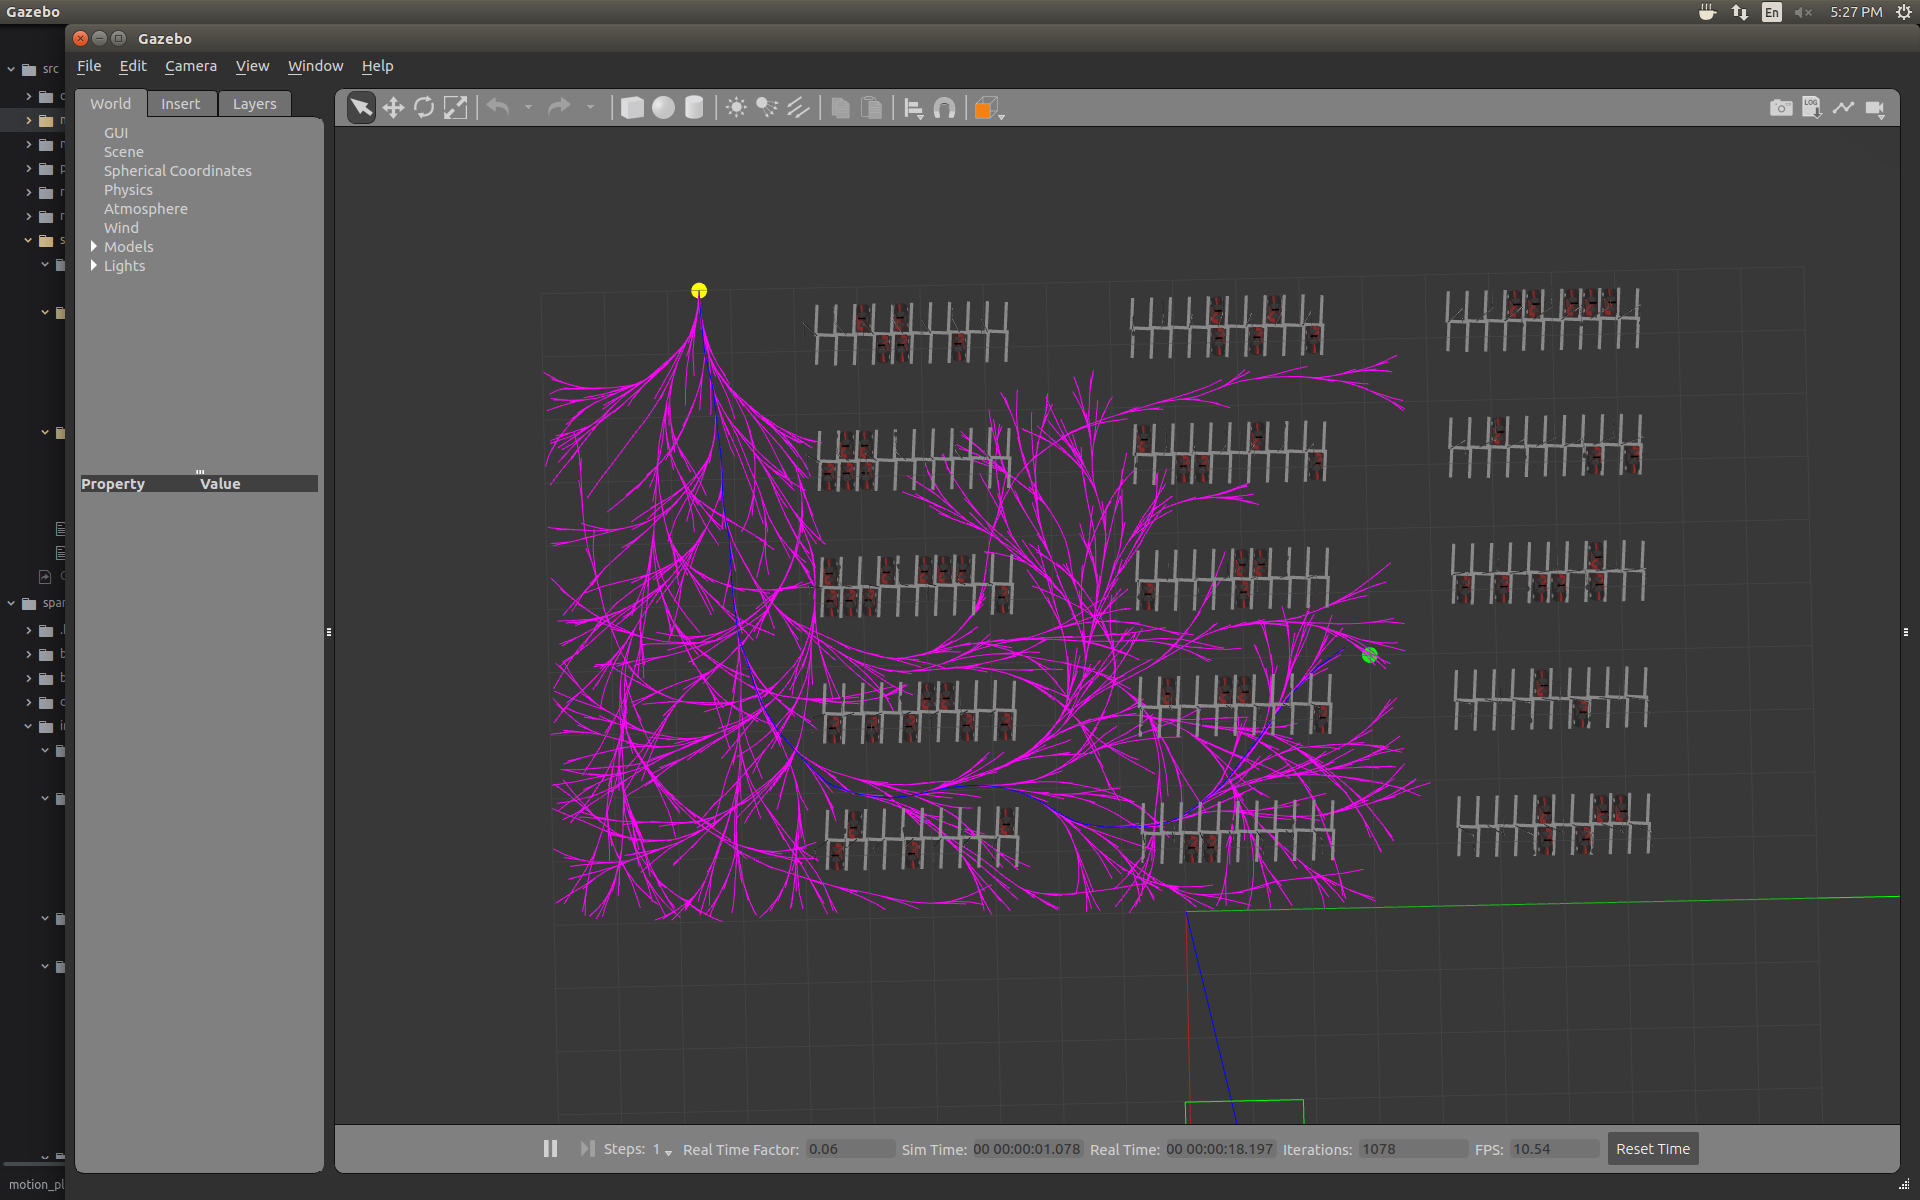 Gazebo
En
5:27 PM
Gazebo
File Edit Camera View Window Help
World Insert Layers
LOG
GUI
Scene
Spherical Coordinates
Physics
Atmosphere
Wind
Models
Lights
Property Value
src
motion_pl
Steps: 1 Real Time Factor: 0.06 Sim Time: 00 00:00:01.078 Real Time: 00 00:00:18.197 Iterations: 1078 FPS: 10.54 Reset Time